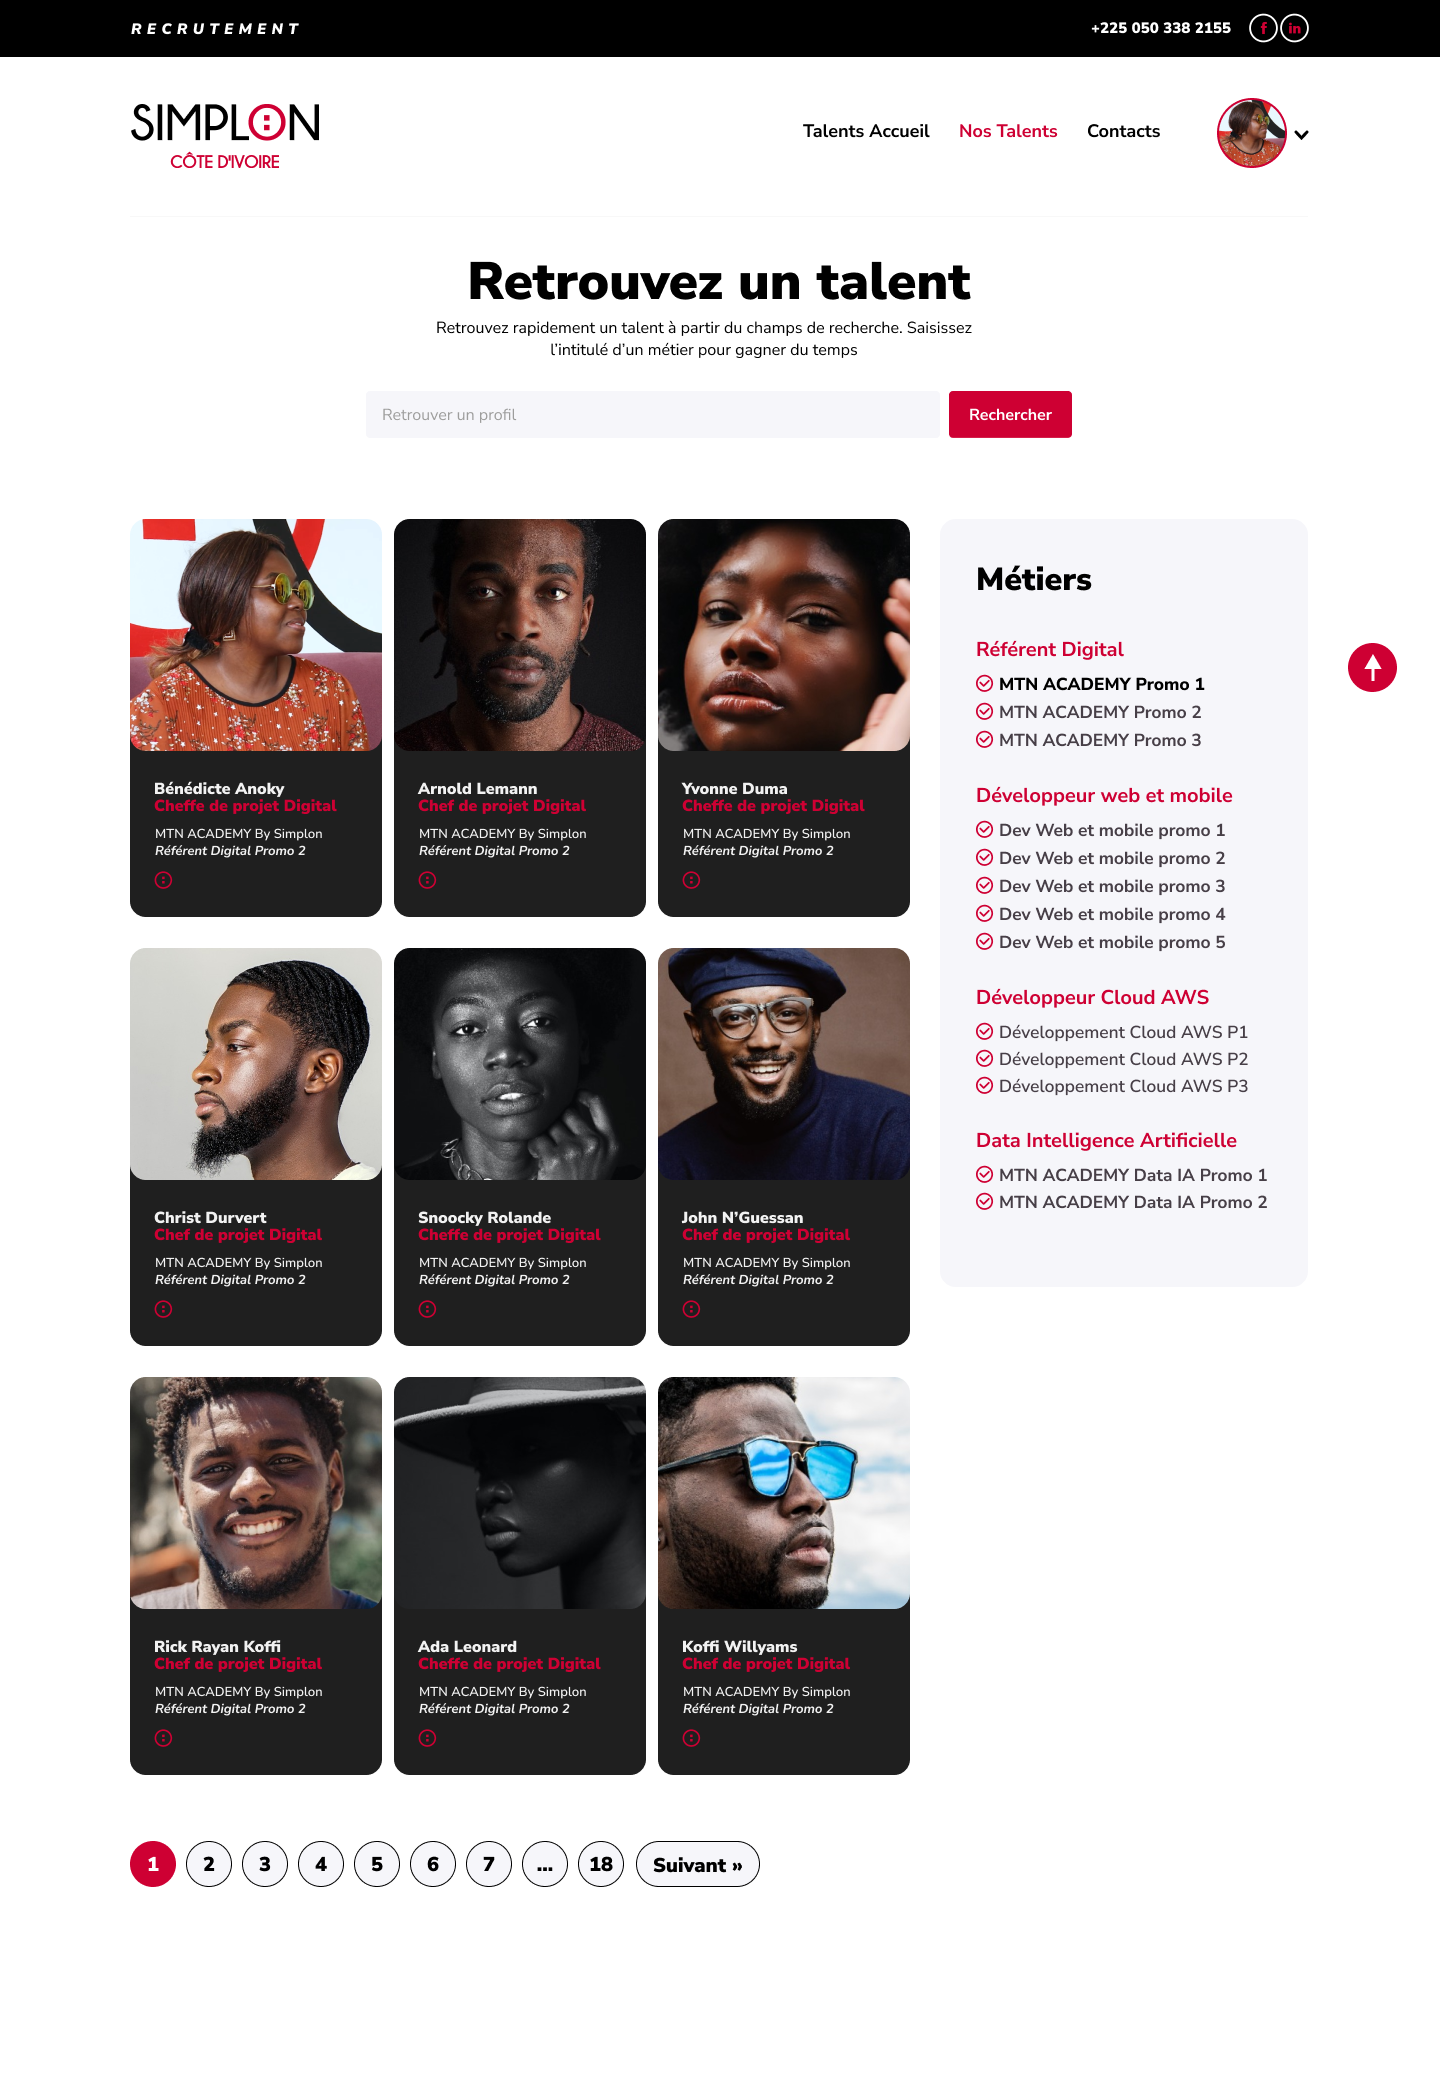 RECRUTEMENT
+225 050 338 2155
f
in
SIMPLON
CÔTE D'IVOIRE
Talents Accueil
Nos Talents
Contacts
Retrouvez un talent
Retrouvez rapidement un talent à partir du champs de recherche. Saisissez
l’intitulé d’un métier pour gagner du temps
Retrouver un profil
Rechercher
Bénédicte Anoky
Cheffe de projet Digital
MTN ACADEMY By Simplon
Référent Digital Promo 2
Arnold Lemann
Chef de projet Digital
MTN ACADEMY By Simplon
Référent Digital Promo 2
Yvonne Duma
Cheffe de projet Digital
MTN ACADEMY By Simplon
Référent Digital Promo 2
Christ Durvert
Chef de projet Digital
MTN ACADEMY By Simplon
Référent Digital Promo 2
Snoocky Rolande
Cheffe de projet Digital
MTN ACADEMY By Simplon
Référent Digital Promo 2
John N’Guessan
Chef de projet Digital
MTN ACADEMY By Simplon
Référent Digital Promo 2
Rick Rayan Koffi
Chef de projet Digital
MTN ACADEMY By Simplon
Référent Digital Promo 2
Ada Leonard
Cheffe de projet Digital
MTN ACADEMY By Simplon
Référent Digital Promo 2
Koffi Willyams
Chef de projet Digital
MTN ACADEMY By Simplon
Référent Digital Promo 2
Métiers
Référent Digital
MTN ACADEMY Promo 1
MTN ACADEMY Promo 2
MTN ACADEMY Promo 3
Développeur web et mobile
Dev Web et mobile promo 1
Dev Web et mobile promo 2
Dev Web et mobile promo 3
Dev Web et mobile promo 4
Dev Web et mobile promo 5
Développeur Cloud AWS
Développement Cloud AWS P1
Développement Cloud AWS P2
Développement Cloud AWS P3
Data Intelligence Artificielle
MTN ACADEMY Data IA Promo 1
MTN ACADEMY Data IA Promo 2
1 2 3 4 5 6 7 ... 18 Suivant »